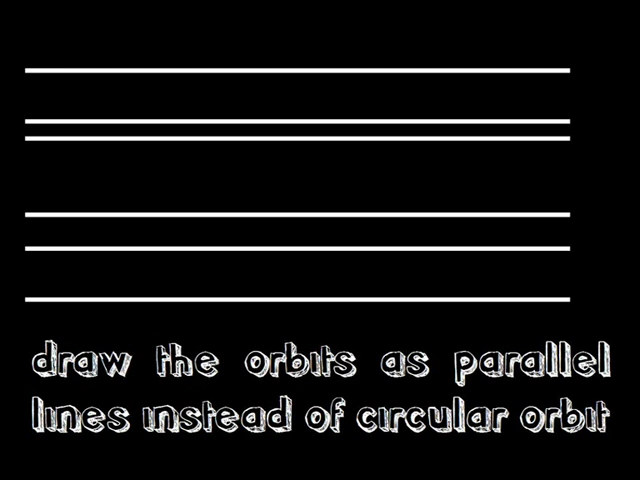 draw the orbits as parallel
lines instead of circular orbit